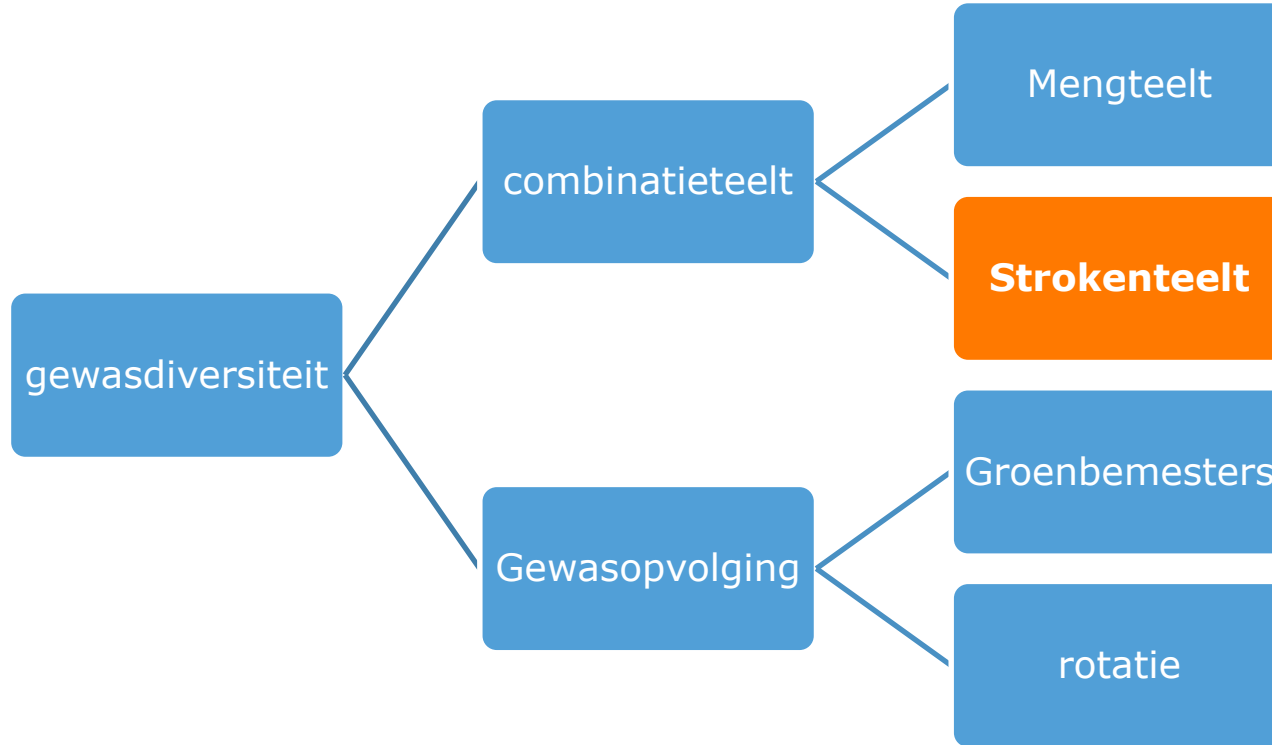 gewasdiversiteit
combinatieteelt
Mengteelt
Strokenteelt
Gewasopvolging
Groenbemesters
rotatie